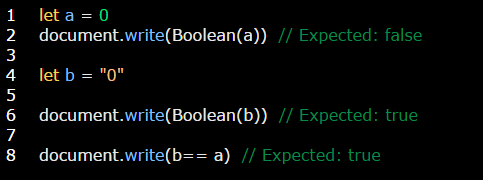 1 let a = 0
2 document.write(Boolean(a)) // Expected: false
3
4 let b = "0"
5
6 document.write(Boolean(b)) // Expected: true
7
8 document.write(b== a) // Expected: true